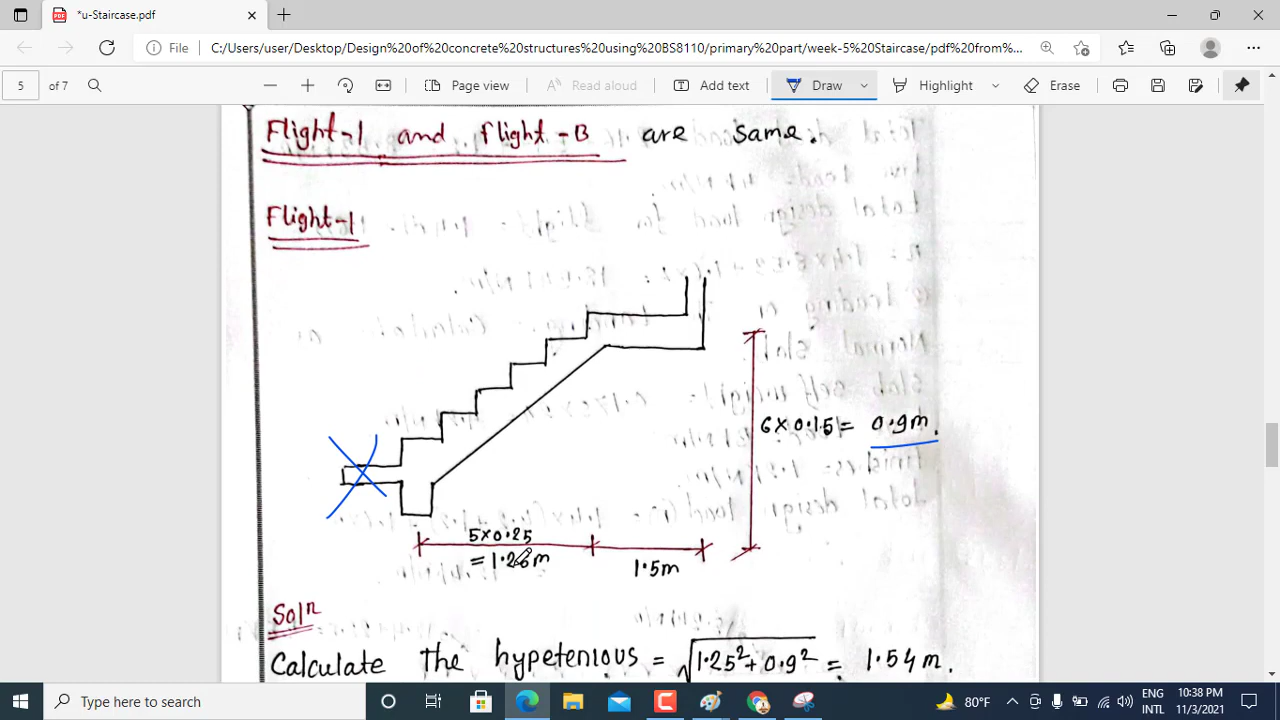 *u-Staircase.pdf
File
C:/Users/user/Desktop/Design%20of%20concrete%20structures%20using%20BS8110/primary%20part/week-5%20Staircase/pdf%20from%...
5 of 7
Page view
Read aloud
Add text
Draw
Highlight
Erase
Flight-1 and flight-B are same.
Flight-1
6×0.15= 0.9m.
5×0.25
1.5m
Soln
Calculate the hypetenious = √1.25²+0.9² = 1.54 m.
Type here to search
80°F
ENG
INTL
10:38 PM
11/3/2021